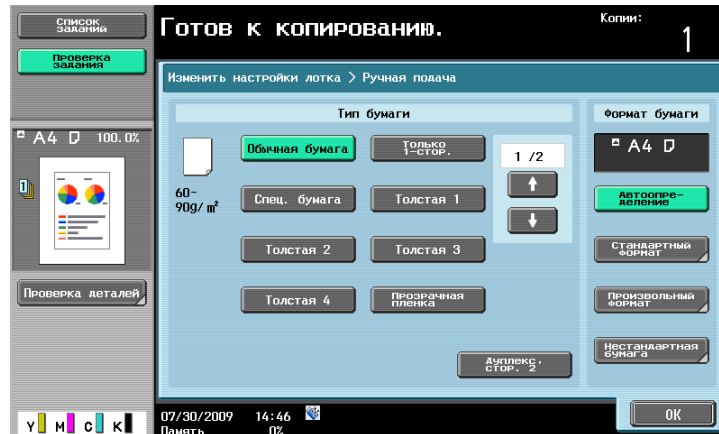 Список
заданий
Готов к копированию.
Копии:
1
Проверка
задания
Изменить настройки лотка > Ручная подача
Тип бумаги
Формат бумаги
A4
100.0%
Обычная бумага
Только
1-стор.
1 /2
A4
1
60-
90g/m²
Спец. бумага
Толстая 1
Автоопре-
деление
Толстая 2
Толстая 3
Стандартный
формат
Проверка деталей
Толстая 4
Прозрачная
пленка
Произвольный
формат
Дуплекс,
стор. 2
Нестандартная
бумага
Y M C K
07/30/2009 14:46
Память 0%
OK